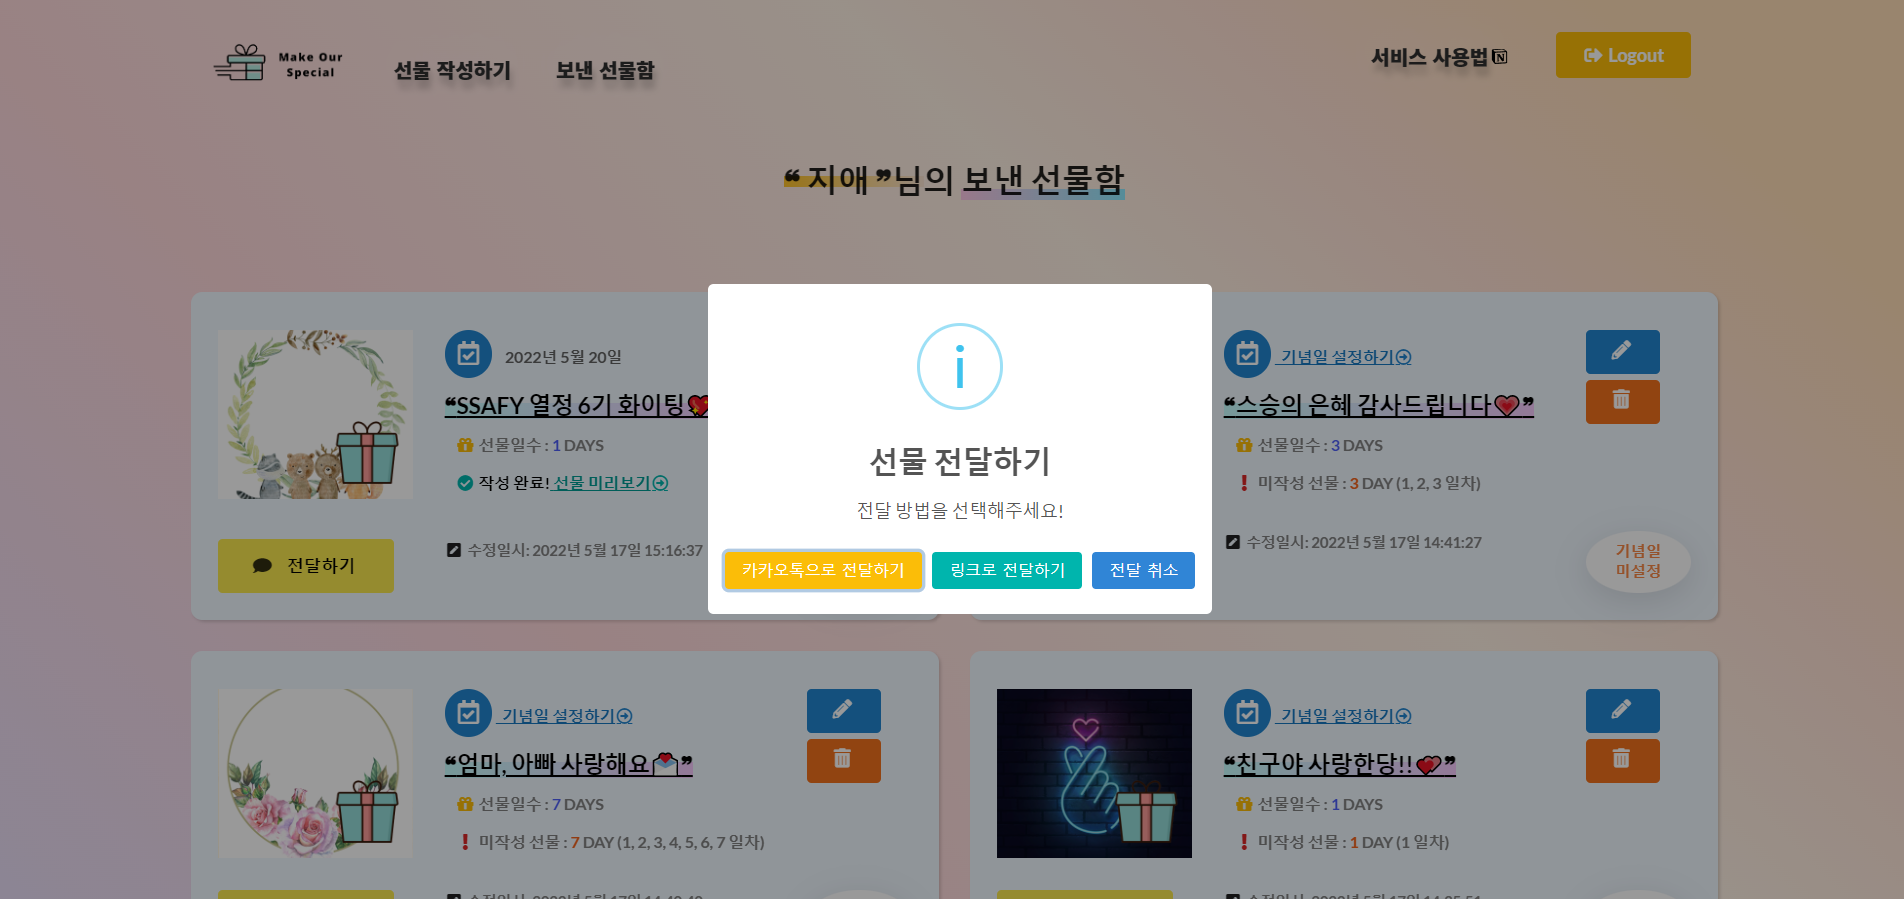 Make Our
Special
선물 작성하기
보낸 선물함
서비스 사용법
Logout
❝ 지애 ❞님의 보낸 선물함
2022년 5월 20일
❝SSAFY 열정 6기 화이팅💖
선물일수 : 1 DAYS
작성 완료! 선물 미리보기
수정일시: 2022년 5월 17일 15:16:37
전달하기
기념일 설정하기
❝스승의 은혜 감사드립니다💗❞
선물일수 : 3 DAYS
미작성 선물 : 3 DAY (1, 2, 3 일차)
수정일시: 2022년 5월 17일 14:41:27
기념일
미설정
선물 전달하기
전달 방법을 선택해주세요!
카카오톡으로 전달하기
링크로 전달하기
전달 취소
기념일 설정하기
❝엄마, 아빠 사랑해요💌❞
선물일수 : 7 DAYS
미작성 선물 : 7 DAY (1, 2, 3, 4, 5, 6, 7 일차)
기념일 설정하기
❝친구야 사랑한당!!💕❞
선물일수 : 1 DAYS
미작성 선물 : 1 DAY (1 일차)